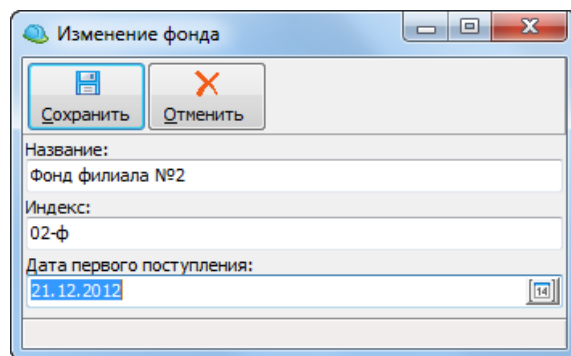 Изменение фонда
Сохранить Отменить
Название:
Фонд филиала №2
Индекс:
02-ф
Дата первого поступления:
21.12.2012 14